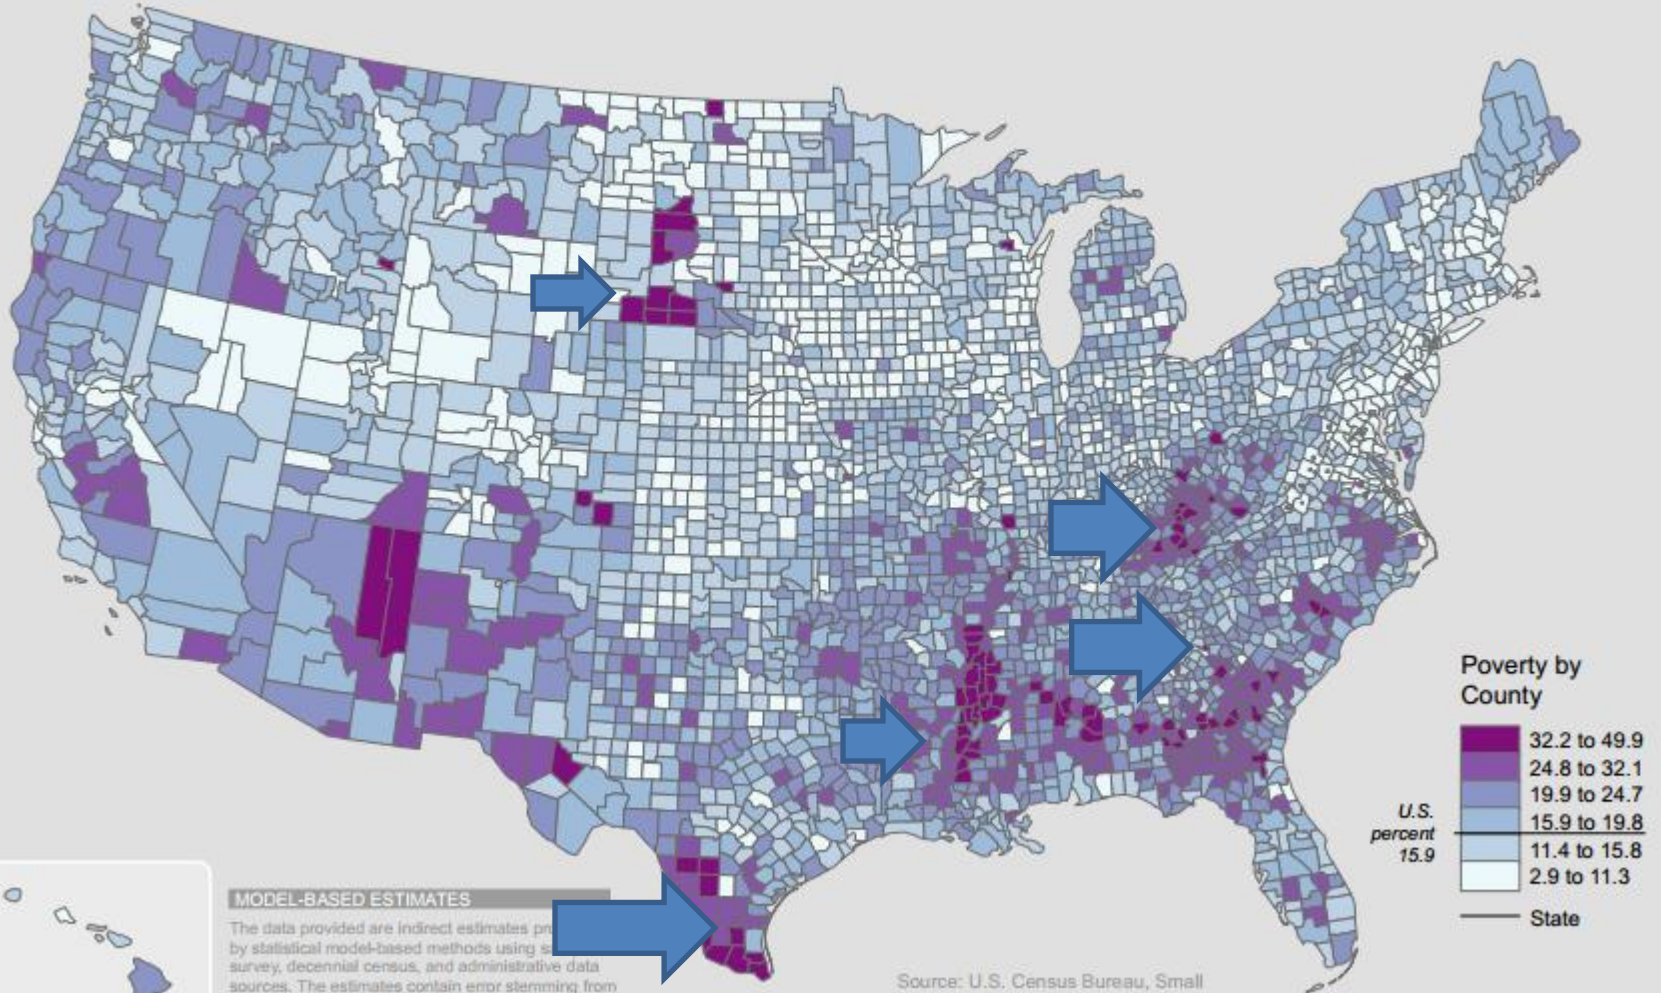 Poverty by
County
32.2 to 49.9
24.8 to 32.1
19.9 to 24.7
15.9 to 19.8
11.4 to 15.8
2.9 to 11.3
U.S.
percent
15.9
State
MODEL-BASED ESTIMATES
The data provided are indirect estimates
by statistical model-based methods using
survey, decennial census, and administrative data
sources. The estimates contain error stemming from
Source: U.S. Census Bureau, Small